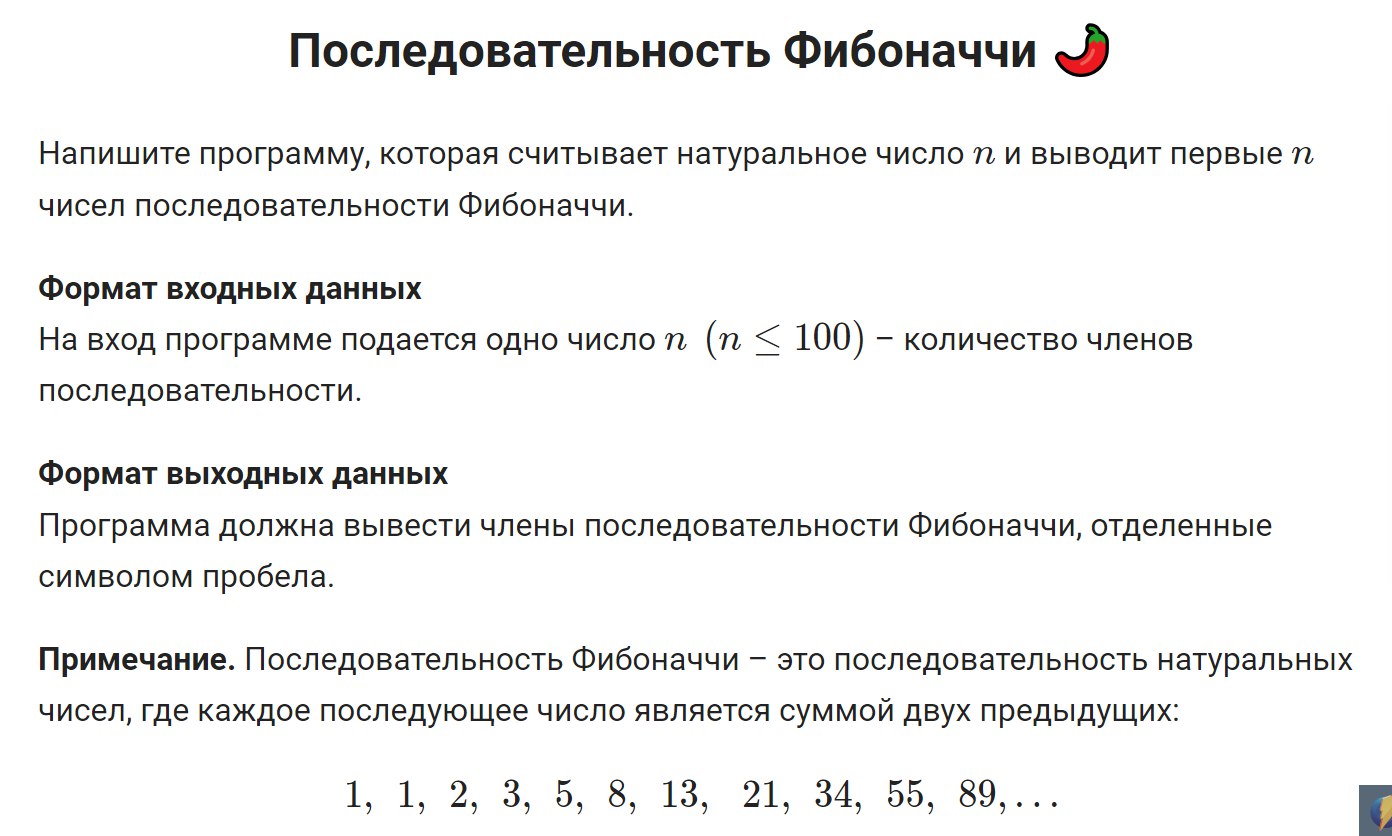 Последовательность Фибоначчи 🌶️
Напишите программу, которая считывает натуральное число n и выводит первые n
чисел последовательности Фибоначчи.
Формат входных данных
На вход программе подается одно число n (n ≤ 100) – количество членов
последовательности.
Формат выходных данных
Программа должна вывести члены последовательности Фибоначчи, отделенные
символом пробела.
Примечание. Последовательность Фибоначчи – это последовательность натуральных
чисел, где каждое последующее число является суммой двух предыдущих:
1, 1, 2, 3, 5, 8, 13, 21, 34, 55, 89, …